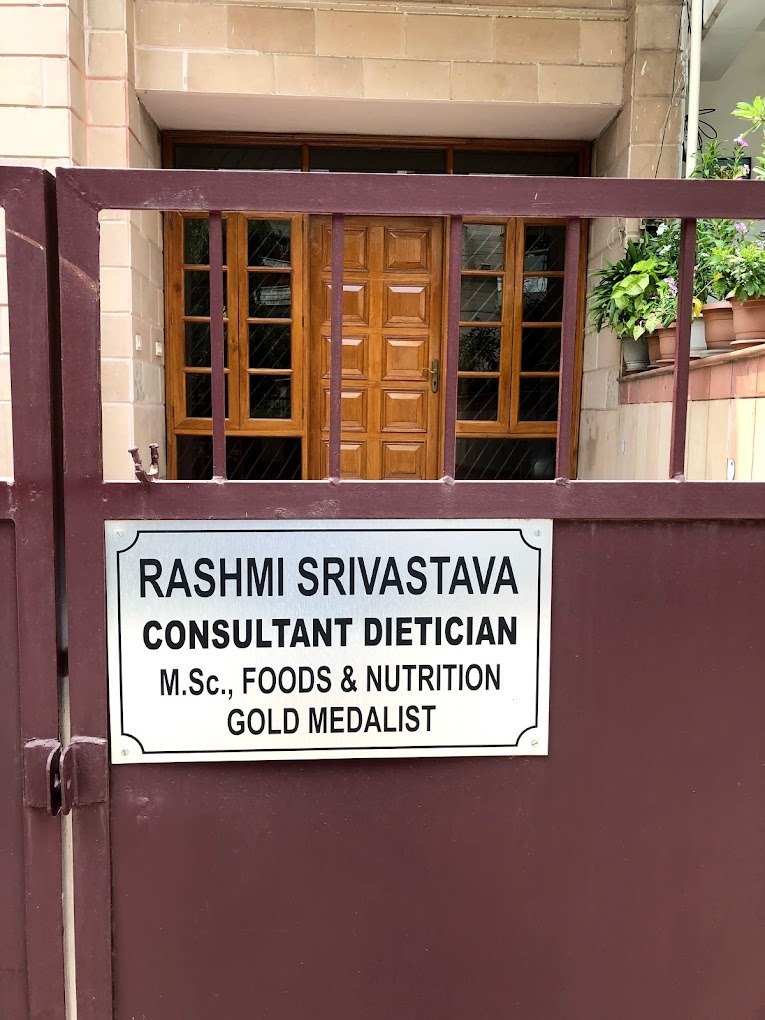 RASHMI SRIVASTAVA
CONSULTANT DIETICIAN
M.Sc., FOODS & NUTRITION
GOLD MEDALIST